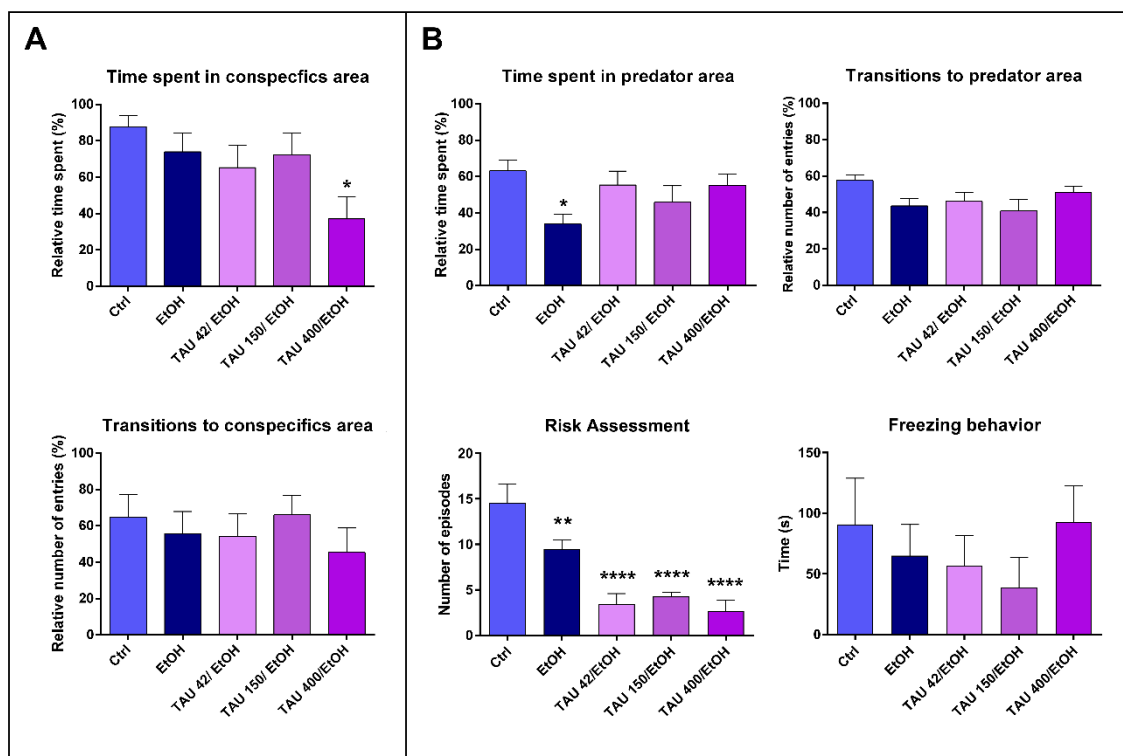 A
Time spent in conspecfics area
Relative time spent (%)
100
80
60
40
20
0
*
Ctrl
EtOH
TAU 42/ EtOH
TAU 150/ EtOH
TAU 400/EtOH
Transitions to conspecifics area
Relative number of entries (%)
100
80
60
40
20
0
Ctrl
EtOH
TAU 42/ EtOH
TAU 150/ EtOH
TAU 400/EtOH
B
Time spent in predator area
Relative time spent (%)
100
80
60
40
20
0
*
Ctrl
EtOH
TAU 42/ EtOH
TAU 150/ EtOH
TAU 400/EtOH
Transitions to predator area
Relative number of entries (%)
100
80
60
40
20
0
Ctrl
EtOH
TAU 42/ EtOH
TAU 150/ EtOH
TAU 400/EtOH
Risk Assessment
Number of episodes
20
15
10
5
0
**
****
****
****
Ctrl
EtOH
TAU 42/EtOH
TAU 150/EtOH
TAU 400/EtOH
Freezing behavior
Time (s)
150
100
50
0
Ctrl
EtOH
TAU 42/EtOH
TAU 150/EtOH
TAU 400/EtOH